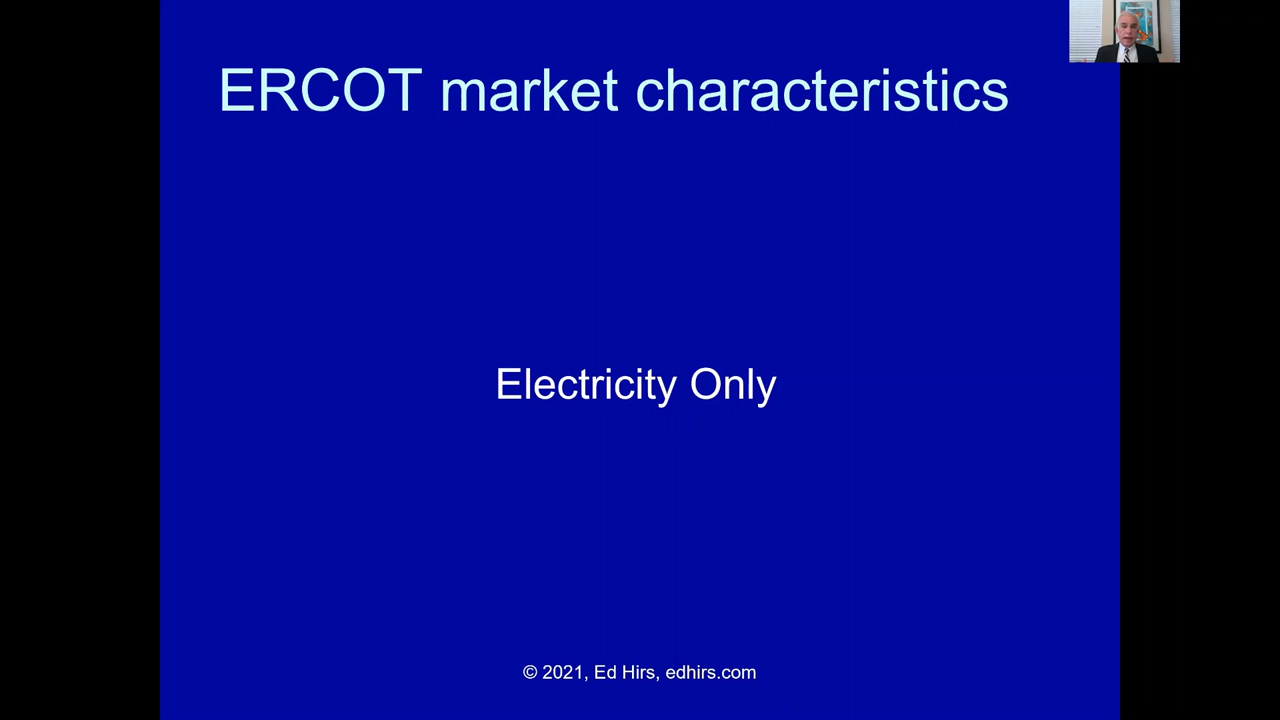 ERCOT market characteristics
Electricity Only
© 2021, Ed Hirs, edhirs.com